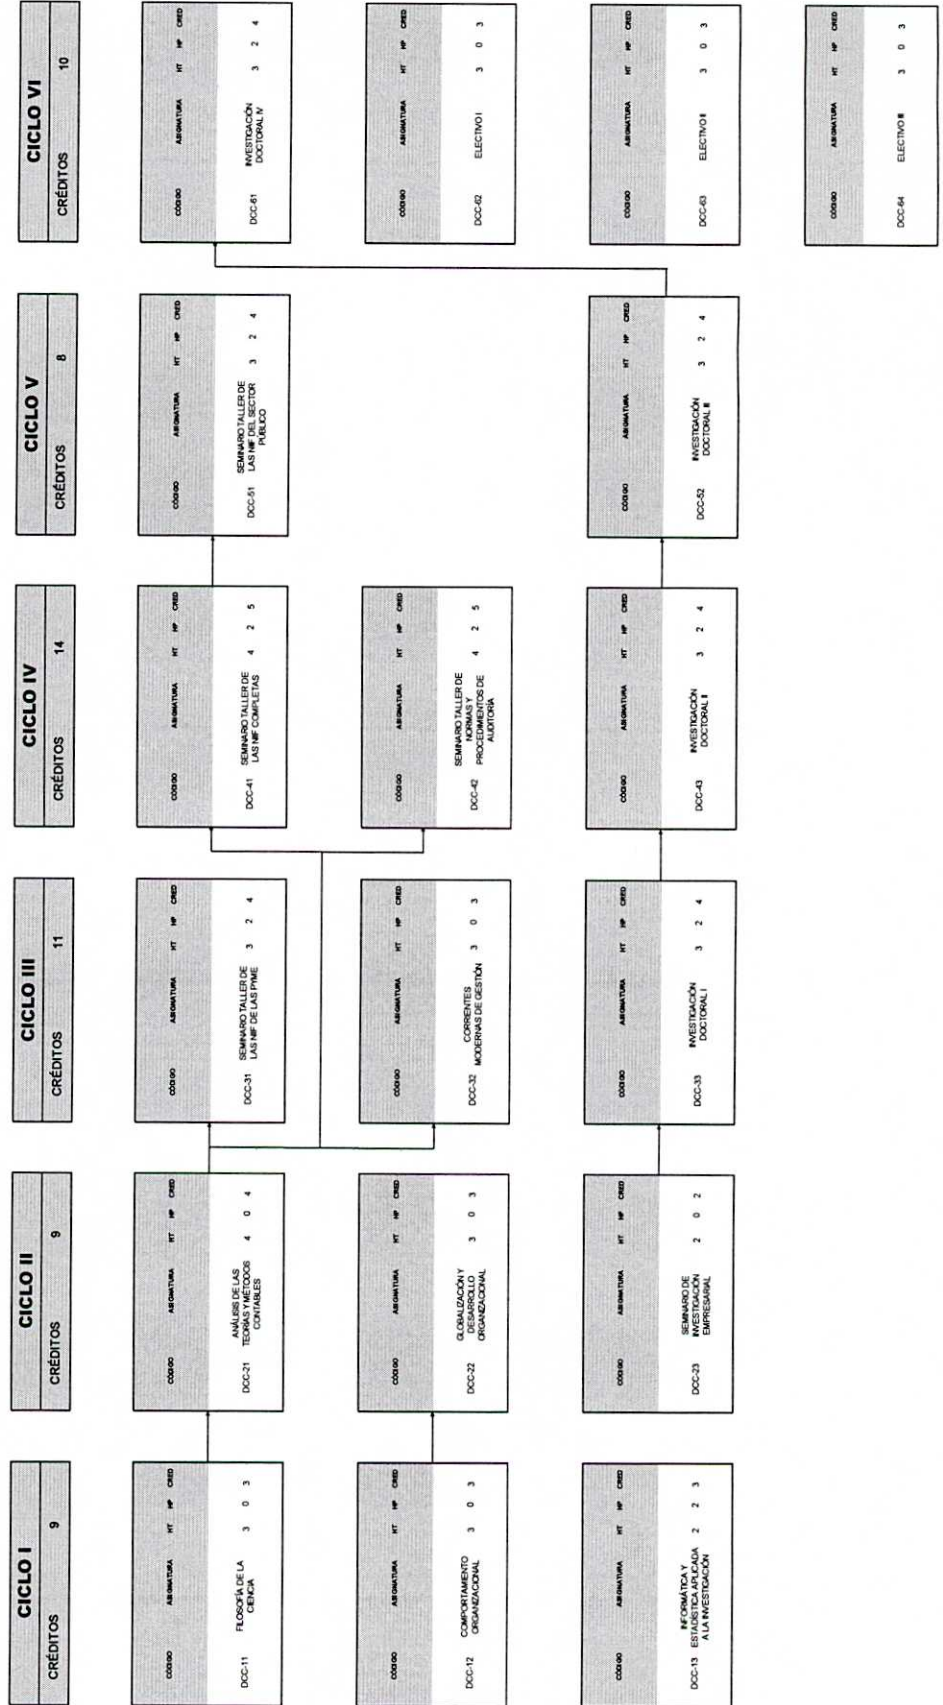 CICLO I
CRÉDITOS 9
CÓDIGO ASIGNATURA HT HP CRED
DCC-11 FILOSOFÍA DE LA
CIENCIA 3 0 3
CÓDIGO ASIGNATURA HT HP CRED
DCC-12 COMPORTAMIENTO
ORGANIZACIONAL 3 0 3
CÓDIGO ASIGNATURA HT HP CRED
INFORMÁTICA Y
DCC-13 ESTADÍSTICA APLICADA 2 2 3
A LA INVESTIGACIÓN
CICLO II
CRÉDITOS 9
CÓDIGO ASIGNATURA HT HP CRED
ANÁLISIS DE LAS
DCC-21 TEORÍAS Y MÉTODOS 4 0 4
CONTABLES
CÓDIGO ASIGNATURA HT HP CRED
GLOBALIZACIÓN Y
DCC-22 DESARROLLO 3 0 3
ORGANIZACIONAL
CÓDIGO ASIGNATURA HT HP CRED
SEMINARIO DE
DCC-23 INVESTIGACIÓN 2 0 2
EMPRESARIAL
CICLO III
CRÉDITOS 11
CÓDIGO ASIGNATURA HT HP CRED
DCC-31 SEMINARIO TALLER DE
LAS NIIF DE LAS PYME 3 2 4
CÓDIGO ASIGNATURA HT HP CRED
DCC-32 CORRIENTES
MODERNAS DE GESTIÓN 3 0 3
CÓDIGO ASIGNATURA HT HP CRED
DCC-33 INVESTIGACIÓN
DOCTORAL I 3 2 4
CICLO IV
CRÉDITOS 14
CÓDIGO ASIGNATURA HT HP CRED
DCC-41 SEMINARIO TALLER DE
LAS NIIF COMPLETAS 4 2 5
CÓDIGO ASIGNATURA HT HP CRED
SEMINARIO TALLER DE
DCC-42 NORMAS Y
PROCEDIMIENTOS DE 4 2 5
AUDITORÍA
CÓDIGO ASIGNATURA HT HP CRED
DCC-43 INVESTIGACIÓN
DOCTORAL II 3 2 4
CICLO V
CRÉDITOS 8
CÓDIGO ASIGNATURA HT HP CRED
SEMINARIO TALLER DE
DCC-51 LAS NIIF DEL SECTOR 3 2 4
PÚBLICO
CÓDIGO ASIGNATURA HT HP CRED
DCC-52 INVESTIGACIÓN
DOCTORAL III 3 2 4
CICLO VI
CRÉDITOS 10
CÓDIGO ASIGNATURA HT HP CRED
DCC-61 INVESTIGACIÓN
DOCTORAL IV 3 2 4
CÓDIGO ASIGNATURA HT HP CRED
DCC-62 ELECTIVO I 3 0 3
CÓDIGO ASIGNATURA HT HP CRED
DCC-63 ELECTIVO II 3 0 3
CÓDIGO ASIGNATURA HT HP CRED
DCC-64 ELECTIVO III 3 0 3